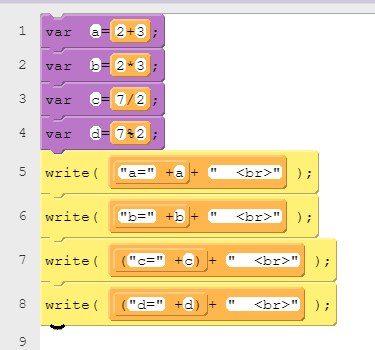 1 var a=2+3;
2 var b=2*3;
3 var c=7/2;
4 var d=7%2;
5 write( "a=" +a+ "  <br>" );
6 write( "b=" +b+ "  <br>" );
7 write( ("c=" +c)+ "  <br>" );
8 write( ("d=" +d)+ "  <br>" );
9